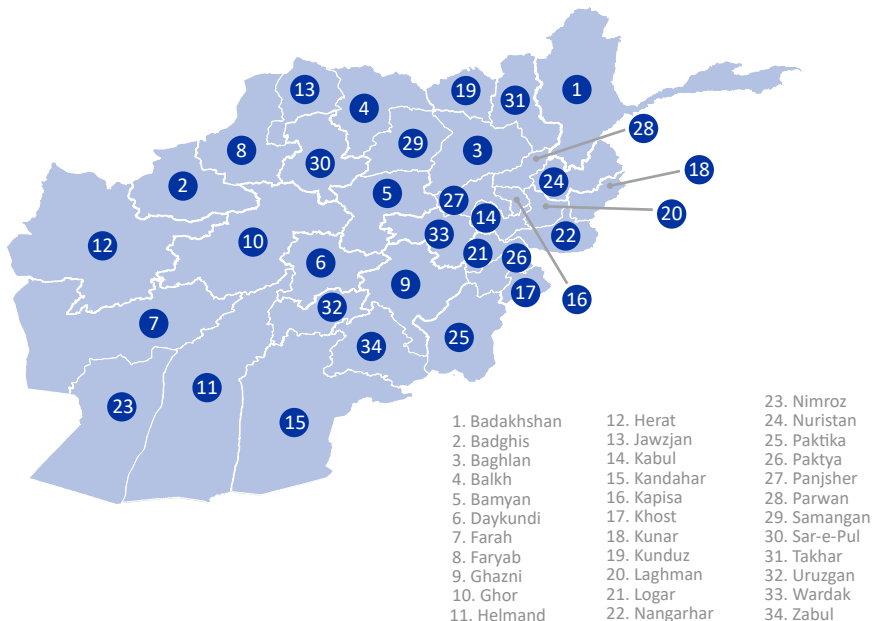 13
19
31
1
4
28
29
3
8
30
18
24
2
5
27
20
14
33
22
12
10
21
26
6
9
17
16
32
7
34
25
11
23
15
1. Badakhshan
2. Badghis
3. Baghlan
4. Balkh
5. Bamyan
6. Daykundi
7. Farah
8. Faryab
9. Ghazni
10. Ghor
11. Helmand
12. Herat
13. Jawzjan
14. Kabul
15. Kandahar
16. Kapisa
17. Khost
18. Kunar
19. Kunduz
20. Laghman
21. Logar
22. Nangarhar
23. Nimroz
24. Nuristan
25. Paktika
26. Paktya
27. Panjsher
28. Parwan
29. Samangan
30. Sar-e-Pul
31. Takhar
32. Uruzgan
33. Wardak
34. Zabul